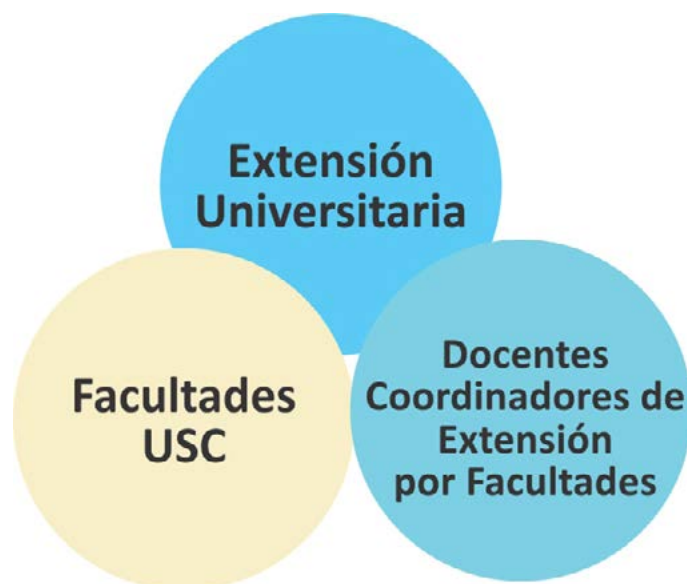 Extensión
Universitaria
Facultades
USC
Docentes
Coordinadores de
Extensión
por Facultades